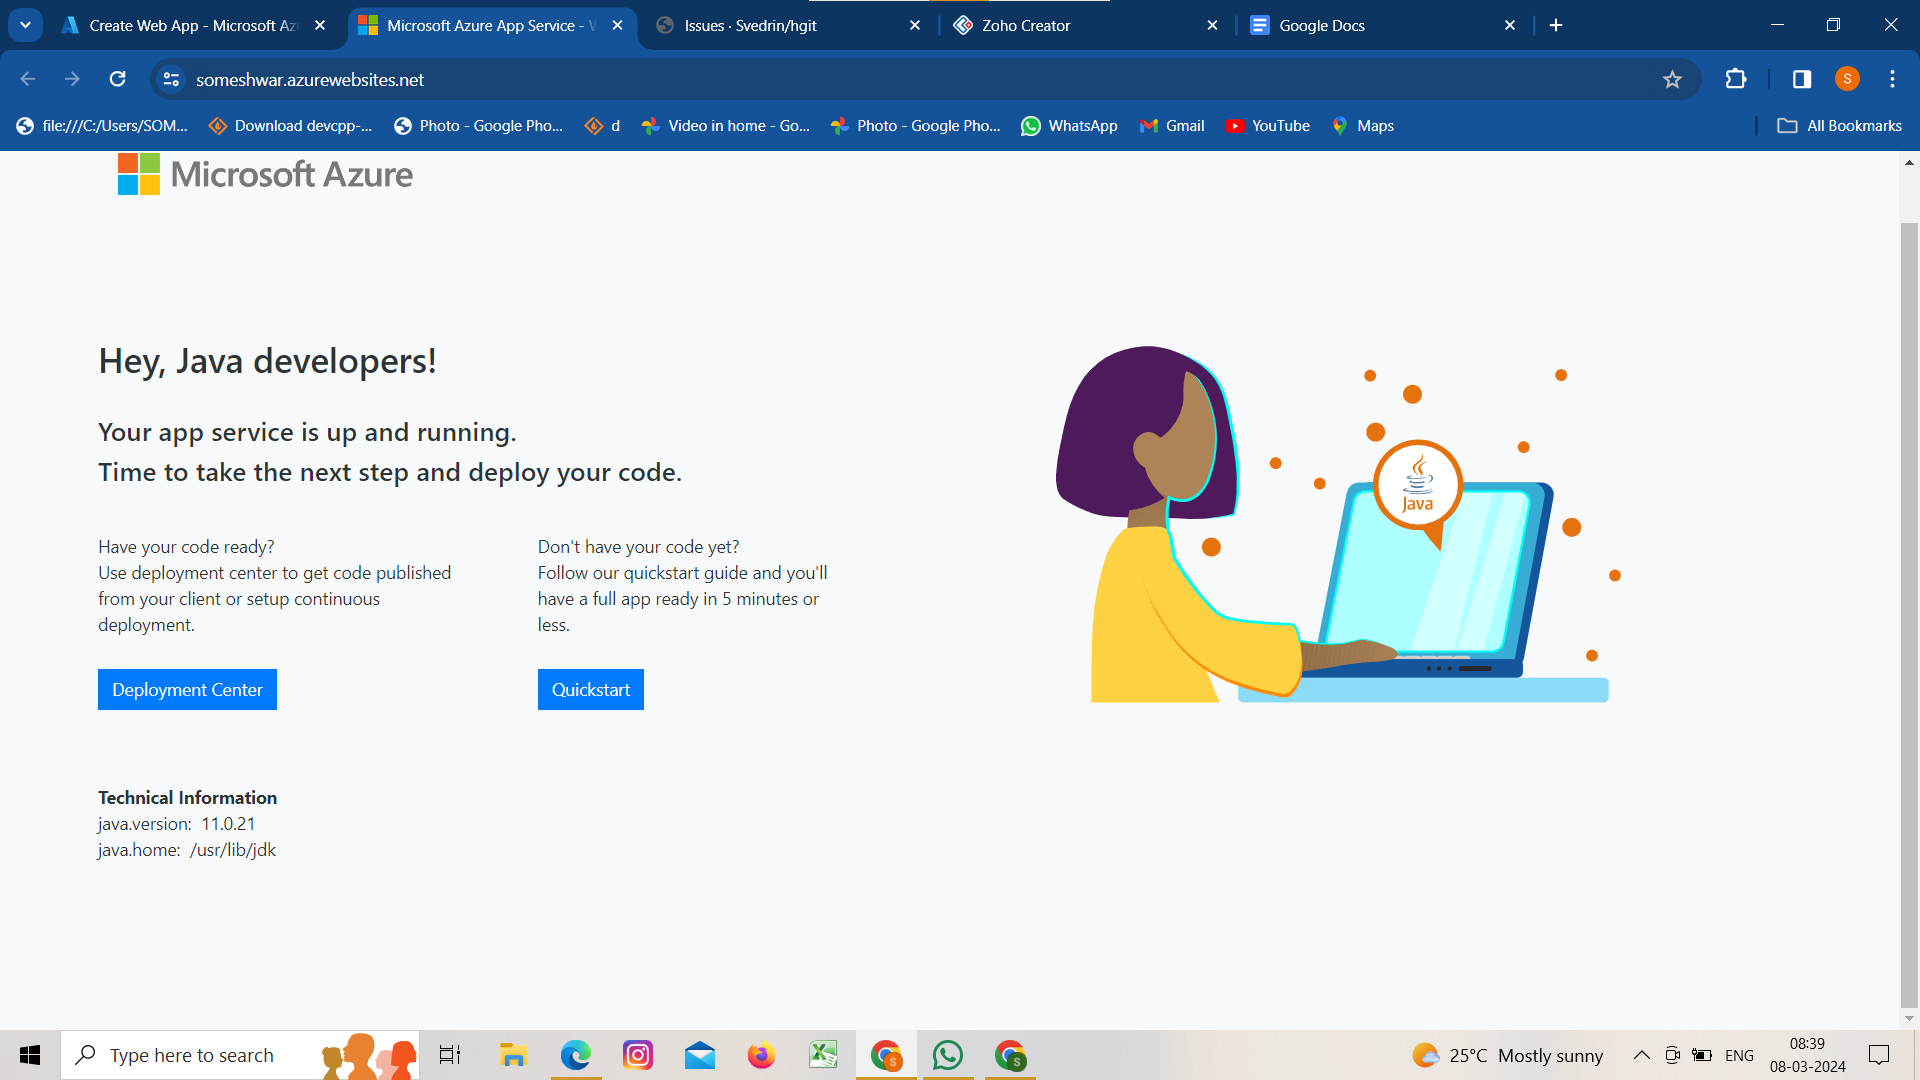 Create Web App - Microsoft Az
Microsoft Azure App Service - W
Issues · Svedrin/hgit
Zoho Creator
Google Docs
someshwar.azurewebsites.net
S
file:///C:/Users/SOM...
Download devcpp-...
Photo - Google Pho...
d
Video in home - Go...
Photo - Google Pho...
WhatsApp
Gmail
YouTube
Maps
All Bookmarks
Microsoft Azure
Hey, Java developers!
Your app service is up and running.
Time to take the next step and deploy your code.
Have your code ready?
Use deployment center to get code published
from your client or setup continuous
deployment.
Deployment Center
Don't have your code yet?
Follow our quickstart guide and you'll
have a full app ready in 5 minutes or
less.
Quickstart
Java
Technical Information
java.version: 11.0.21
java.home: /usr/lib/jdk
Type here to search
S
S
25°C Mostly sunny
ENG
08:39
08-03-2024